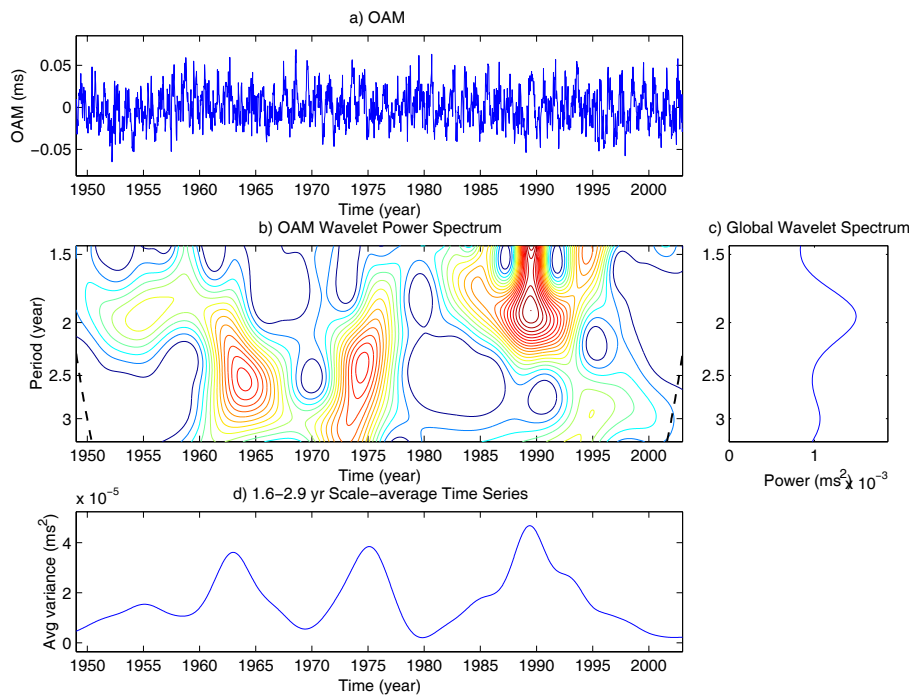 a) OAM
OAM (ms)
0.05
0
−0.05
1950 1955 1960 1965 1970 1975 1980 1985 1990 1995 2000
Time (year)
b) OAM Wavelet Power Spectrum
Period (year)
1.5
2
2.5
3
1950 1955 1960 1965 1970 1975 1980 1985 1990 1995 2000
Time (year)
c) Global Wavelet Spectrum
1.5
2
2.5
3
0 1
Power (ms²) x 10⁻³
x 10⁻⁵
d) 1.6−2.9 yr Scale−average Time Series
Avg variance (ms²)
4
2
0
1950 1955 1960 1965 1970 1975 1980 1985 1990 1995 2000
Time (year)